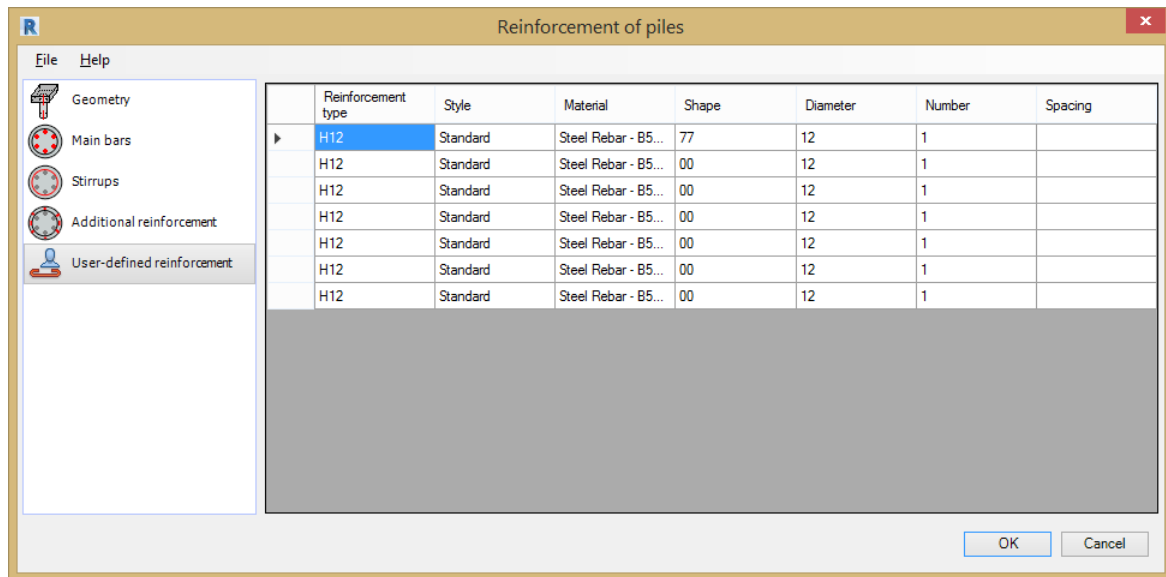 R Reinforcement of piles x
File Help
Geometry
Main bars
Stirrups
Additional reinforcement
User-defined reinforcement
Reinforcement type Style Material Shape Diameter Number Spacing
H12 Standard Steel Rebar - B5... 77 12 1
H12 Standard Steel Rebar - B5... 00 12 1
H12 Standard Steel Rebar - B5... 00 12 1
H12 Standard Steel Rebar - B5... 00 12 1
H12 Standard Steel Rebar - B5... 00 12 1
H12 Standard Steel Rebar - B5... 00 12 1
H12 Standard Steel Rebar - B5... 00 12 1
OK Cancel